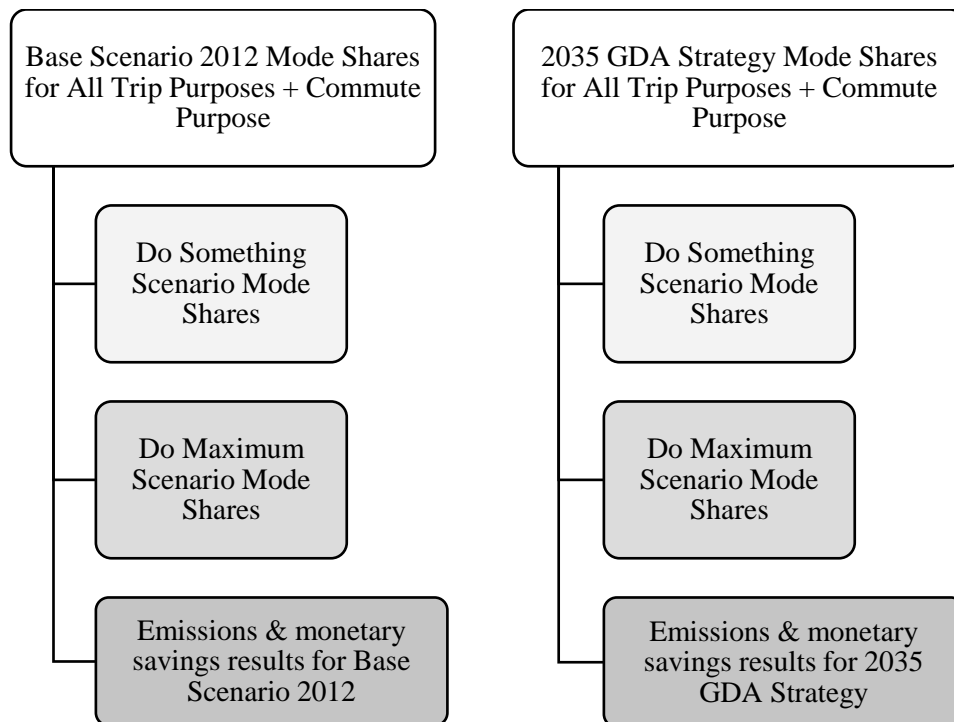 Base Scenario 2012 Mode Shares
for All Trip Purposes + Commute
Purpose
Do Something
Scenario Mode
Shares
Do Maximum
Scenario Mode
Shares
Emissions & monetary
savings results for Base
Scenario 2012
2035 GDA Strategy Mode Shares
for All Trip Purposes + Commute
Purpose
Do Something
Scenario Mode
Shares
Do Maximum
Scenario Mode
Shares
Emissions & monetary
savings results for 2035
GDA Strategy